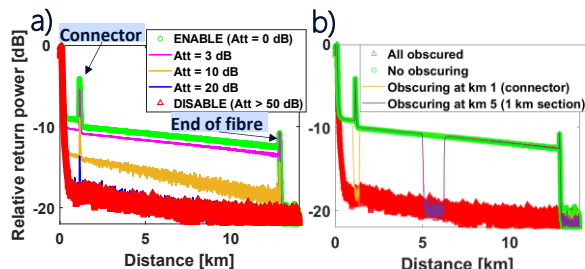 a)
Connector
ENABLE (Att = 0 dB)
Att = 3 dB
Att = 10 dB
Att = 20 dB
DISABLE (Att > 50 dB)
End of fibre
Relative return power [dB]
0
-10
-20
0
5
10
Distance [km]
b)
All obscured
No obscuring
Obscuring at km 1 (connector)
Obscuring at km 5 (1 km section)
0
-10
-20
0
5
10
Distance [km]